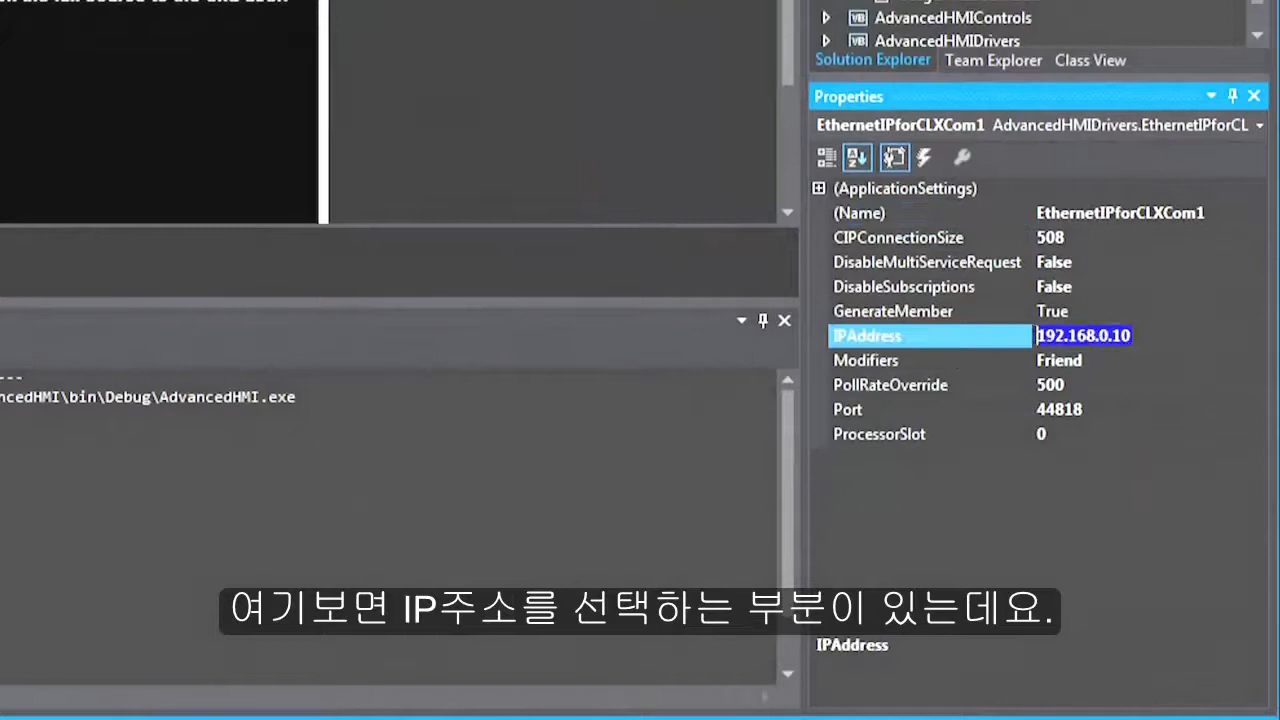 AdvancedHMIControls
AdvancedHMIDrivers
Solution Explorer Team Explorer Class View
Properties
EthernetIPforCLXCom1 AdvancedHMIDrivers.EthernetIPforCL
(ApplicationSettings)
(Name) EthernetIPforCLXCom1
CIPConnectionSize 508
DisableMultiServiceRequest False
DisableSubscriptions False
GenerateMember True
IPAddress 192.168.0.10
Modifiers Friend
PollRateOverride 500
Port 44818
ProcessorSlot 0
---
ncedHMI\bin\Debug\AdvancedHMI.exe
여기보면 IP주소를 선택하는 부분이 있는데요.
IPAddress